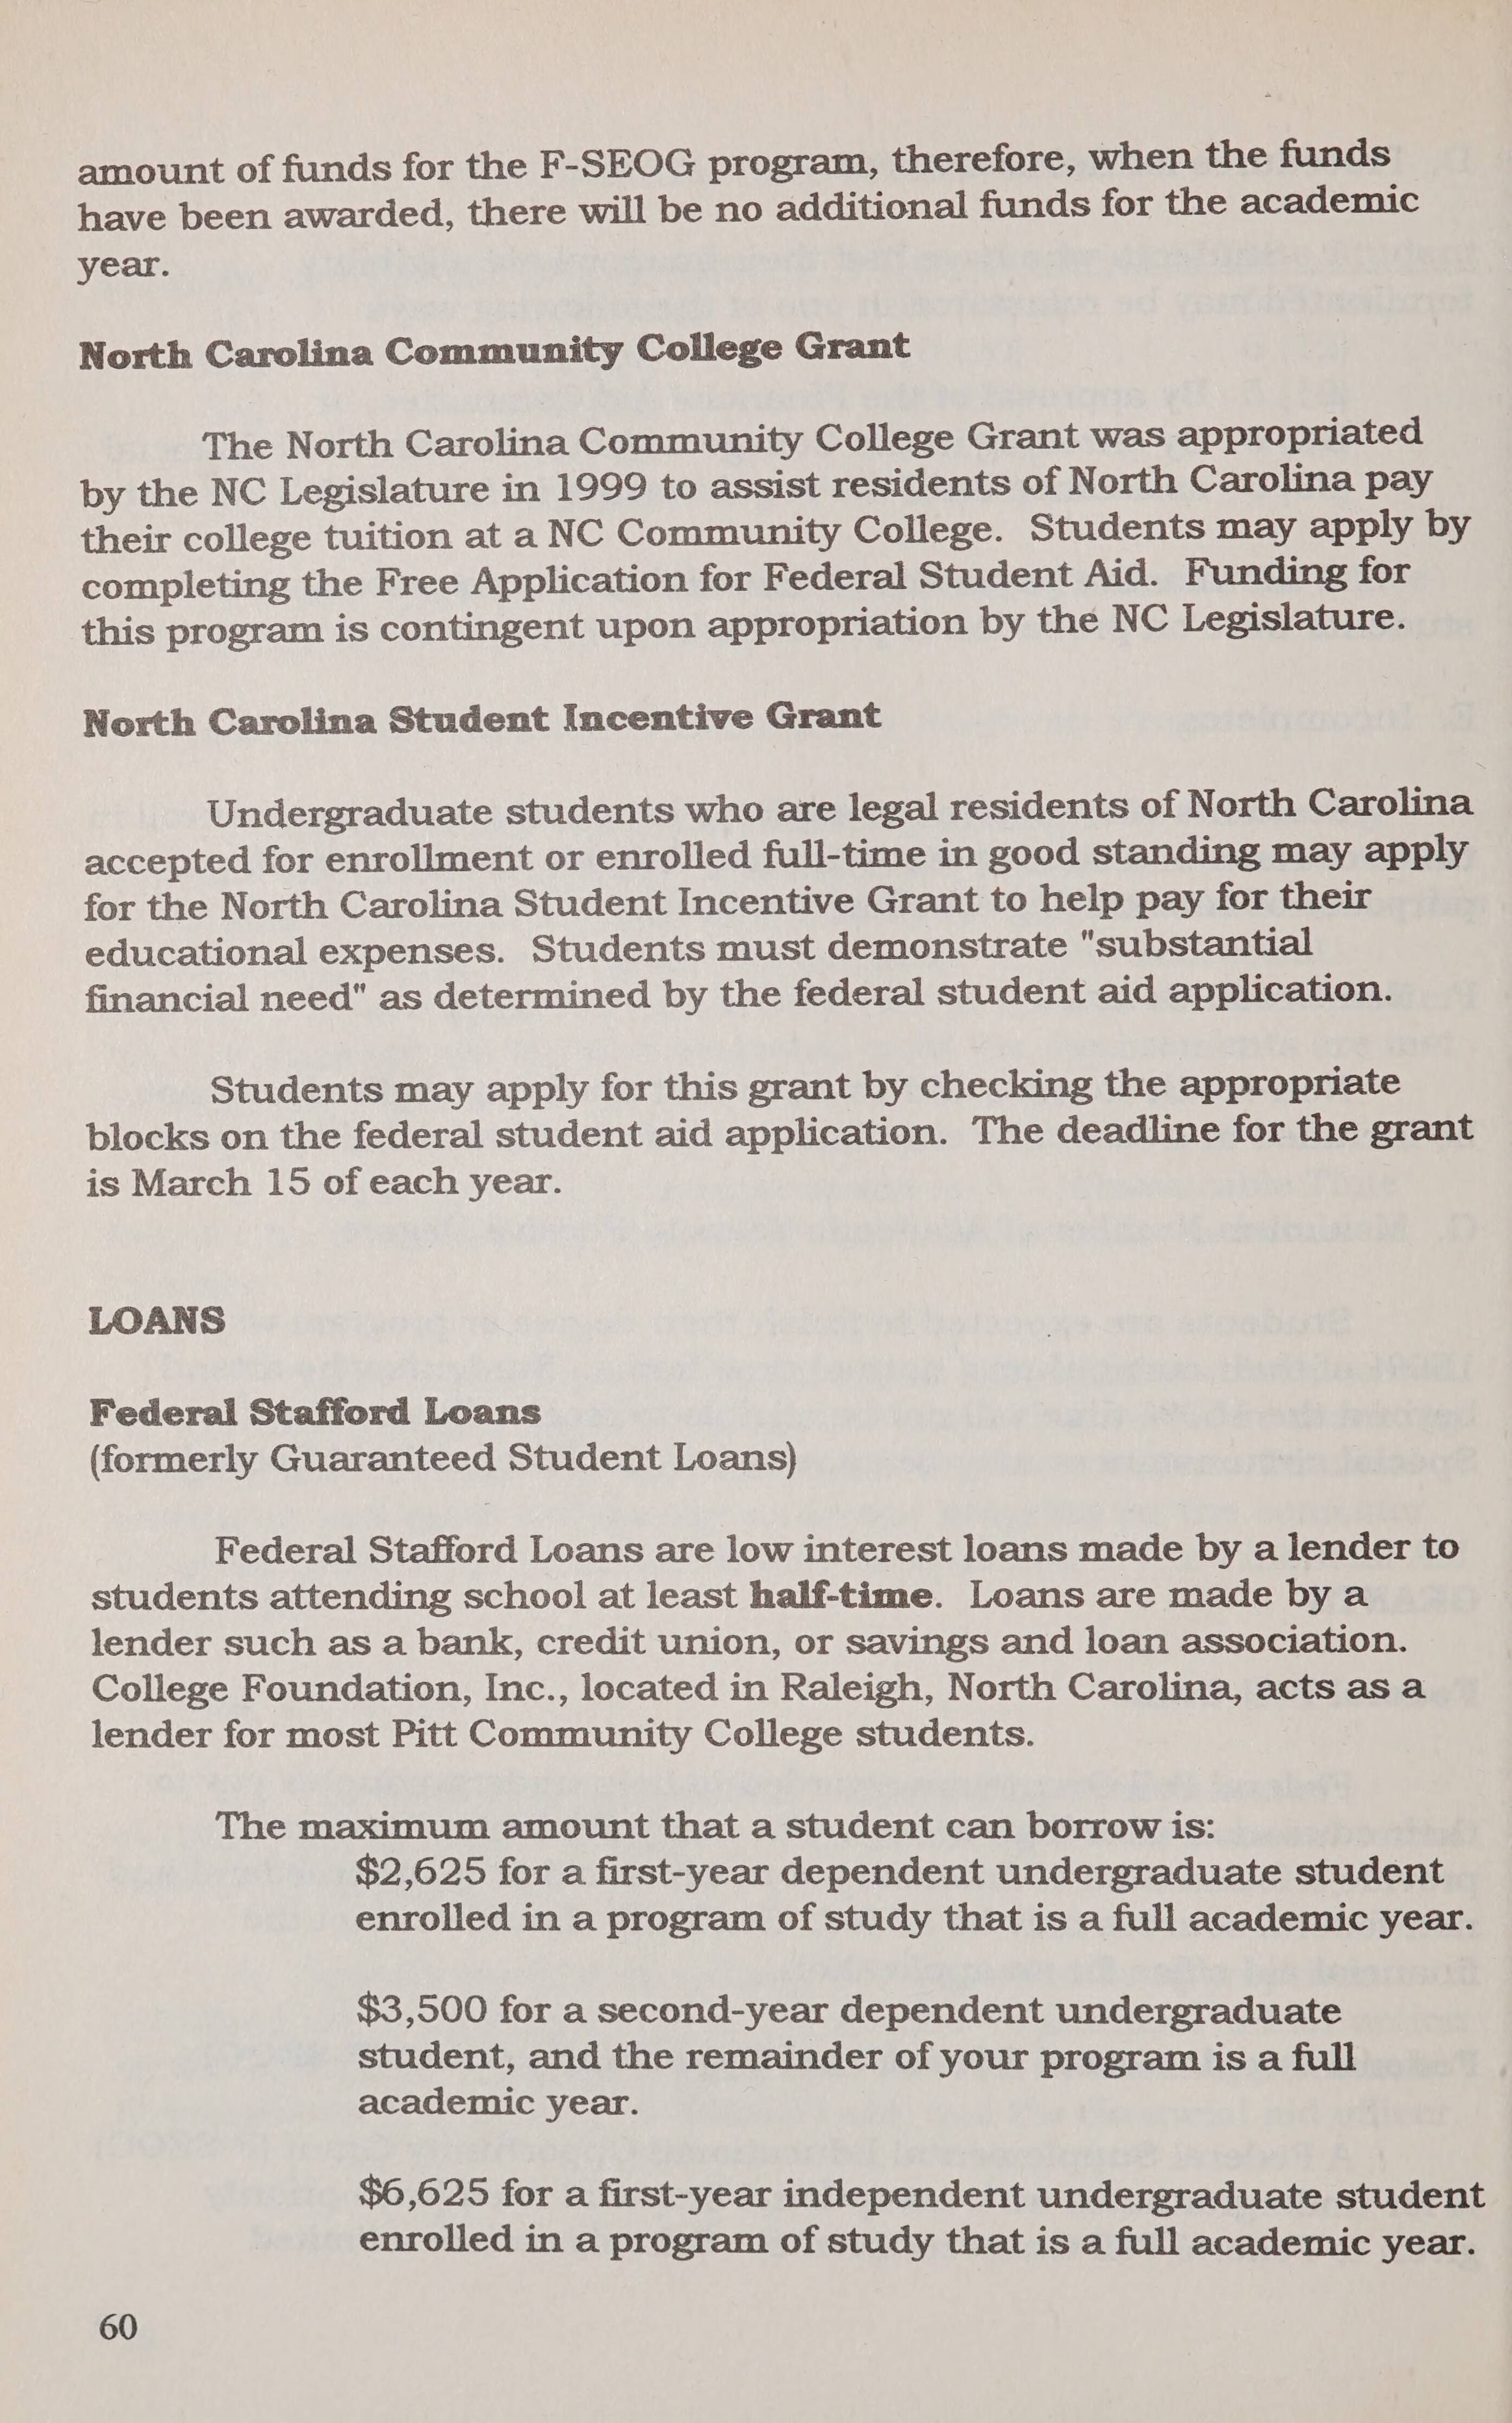 amount of funds for the F-SEOG program, therefore, when the funds
have been awarded, there will be no additional funds for the academic
year.
North Carolina Community College Grant
The North Carolina Community College Grant was appropriated
by the NC Legislature in 1999 to assist residents of North Carolina pay
their college tuition at a NC Community College.  Students may apply by
completing the Free Application for Federal Student Aid.  Funding for
this program is contingent upon appropriation by the NC Legislature.
North Carolina Student Incentive Grant
Undergraduate students who are legal residents of North Carolina
accepted for enrollment or enrolled full-time in good standing may apply
for the North Carolina Student Incentive Grant to help pay for their
educational expenses.  Students must demonstrate "substantial
financial need" as determined by the federal student aid application.
Students may apply for this grant by checking the appropriate
blocks on the federal student aid application.  The deadline for the grant
is March 15 of each year.
LOANS
Federal Stafford Loans
(formerly Guaranteed Student Loans)
Federal Stafford Loans are low interest loans made by a lender to
students attending school at least half-time.  Loans are made by a
lender such as a bank, credit union, or savings and loan association.
College Foundation, Inc., located in Raleigh, North Carolina, acts as a
lender for most Pitt Community College students.
The maximum amount that a student can borrow is:
$2,625 for a first-year dependent undergraduate student
enrolled in a program of study that is a full academic year.
$3,500 for a second-year dependent undergraduate
student, and the remainder of your program is a full
academic year.
$6,625 for a first-year independent undergraduate student
enrolled in a program of study that is a full academic year.
60